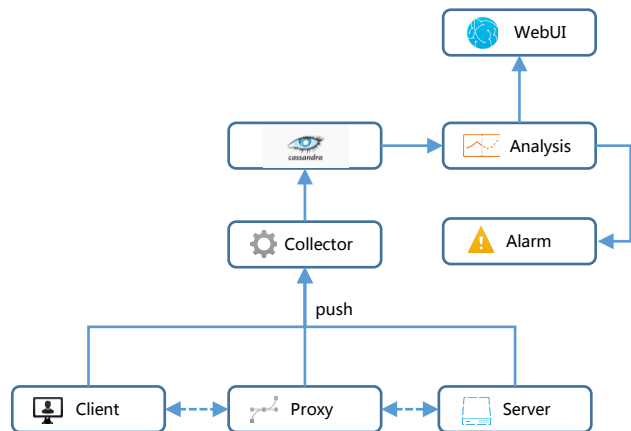 WebUI
cassandra
Analysis
Collector
Alarm
push
Client
Proxy
Server